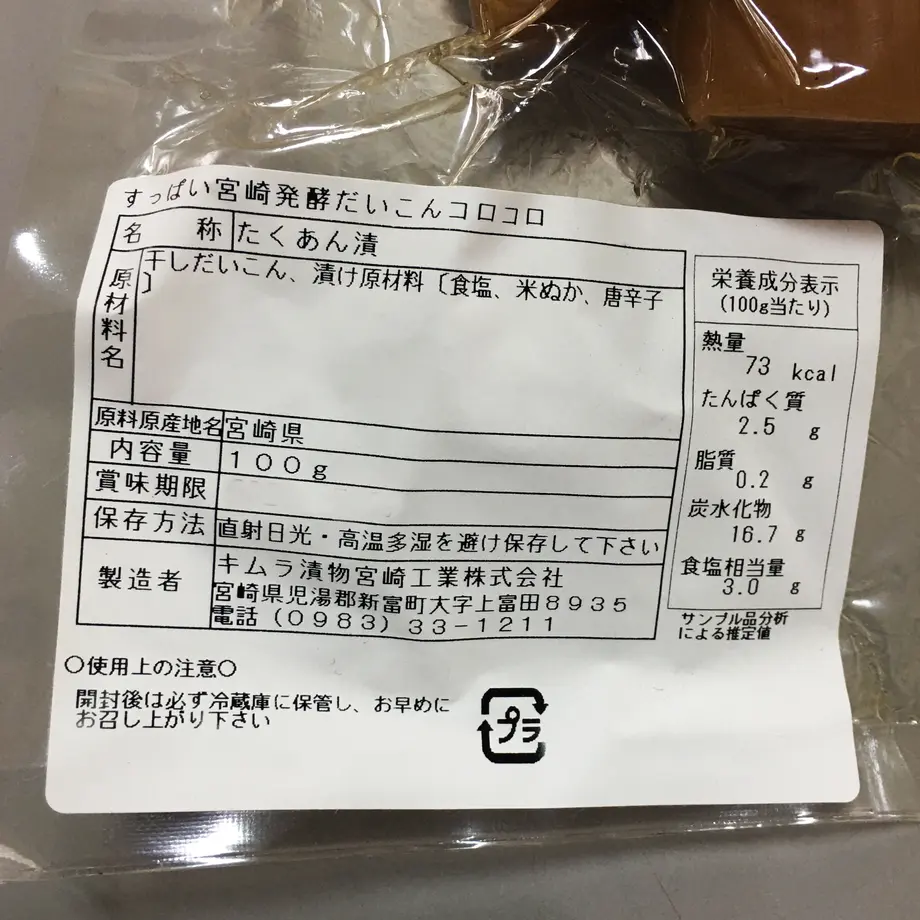 すっぱい宮崎発酵だいこんコロコロ
名 称 たくあん漬
原材料名 干しだいこん、漬け原材料〔食塩、米ぬか、唐辛子
〕
原料原産地名 宮崎県
内容量 100g
賞味期限
保存方法 直射日光・高温多湿を避け保存して下さい
製造者 キムラ漬物宮崎工業株式会社
宮崎県児湯郡新富町大字上富田8935
電話(0983)33-1211
栄養成分表示
(100g当たり)
熱量
73 kcal
たんぱく質
2.5 g
脂質
0.2 g
炭水化物
16.7 g
食塩相当量
3.0 g
サンプル品分析
による推定値
○使用上の注意○
開封後は必ず冷蔵庫に保管し、お早めに
お召し上がり下さい
プラ